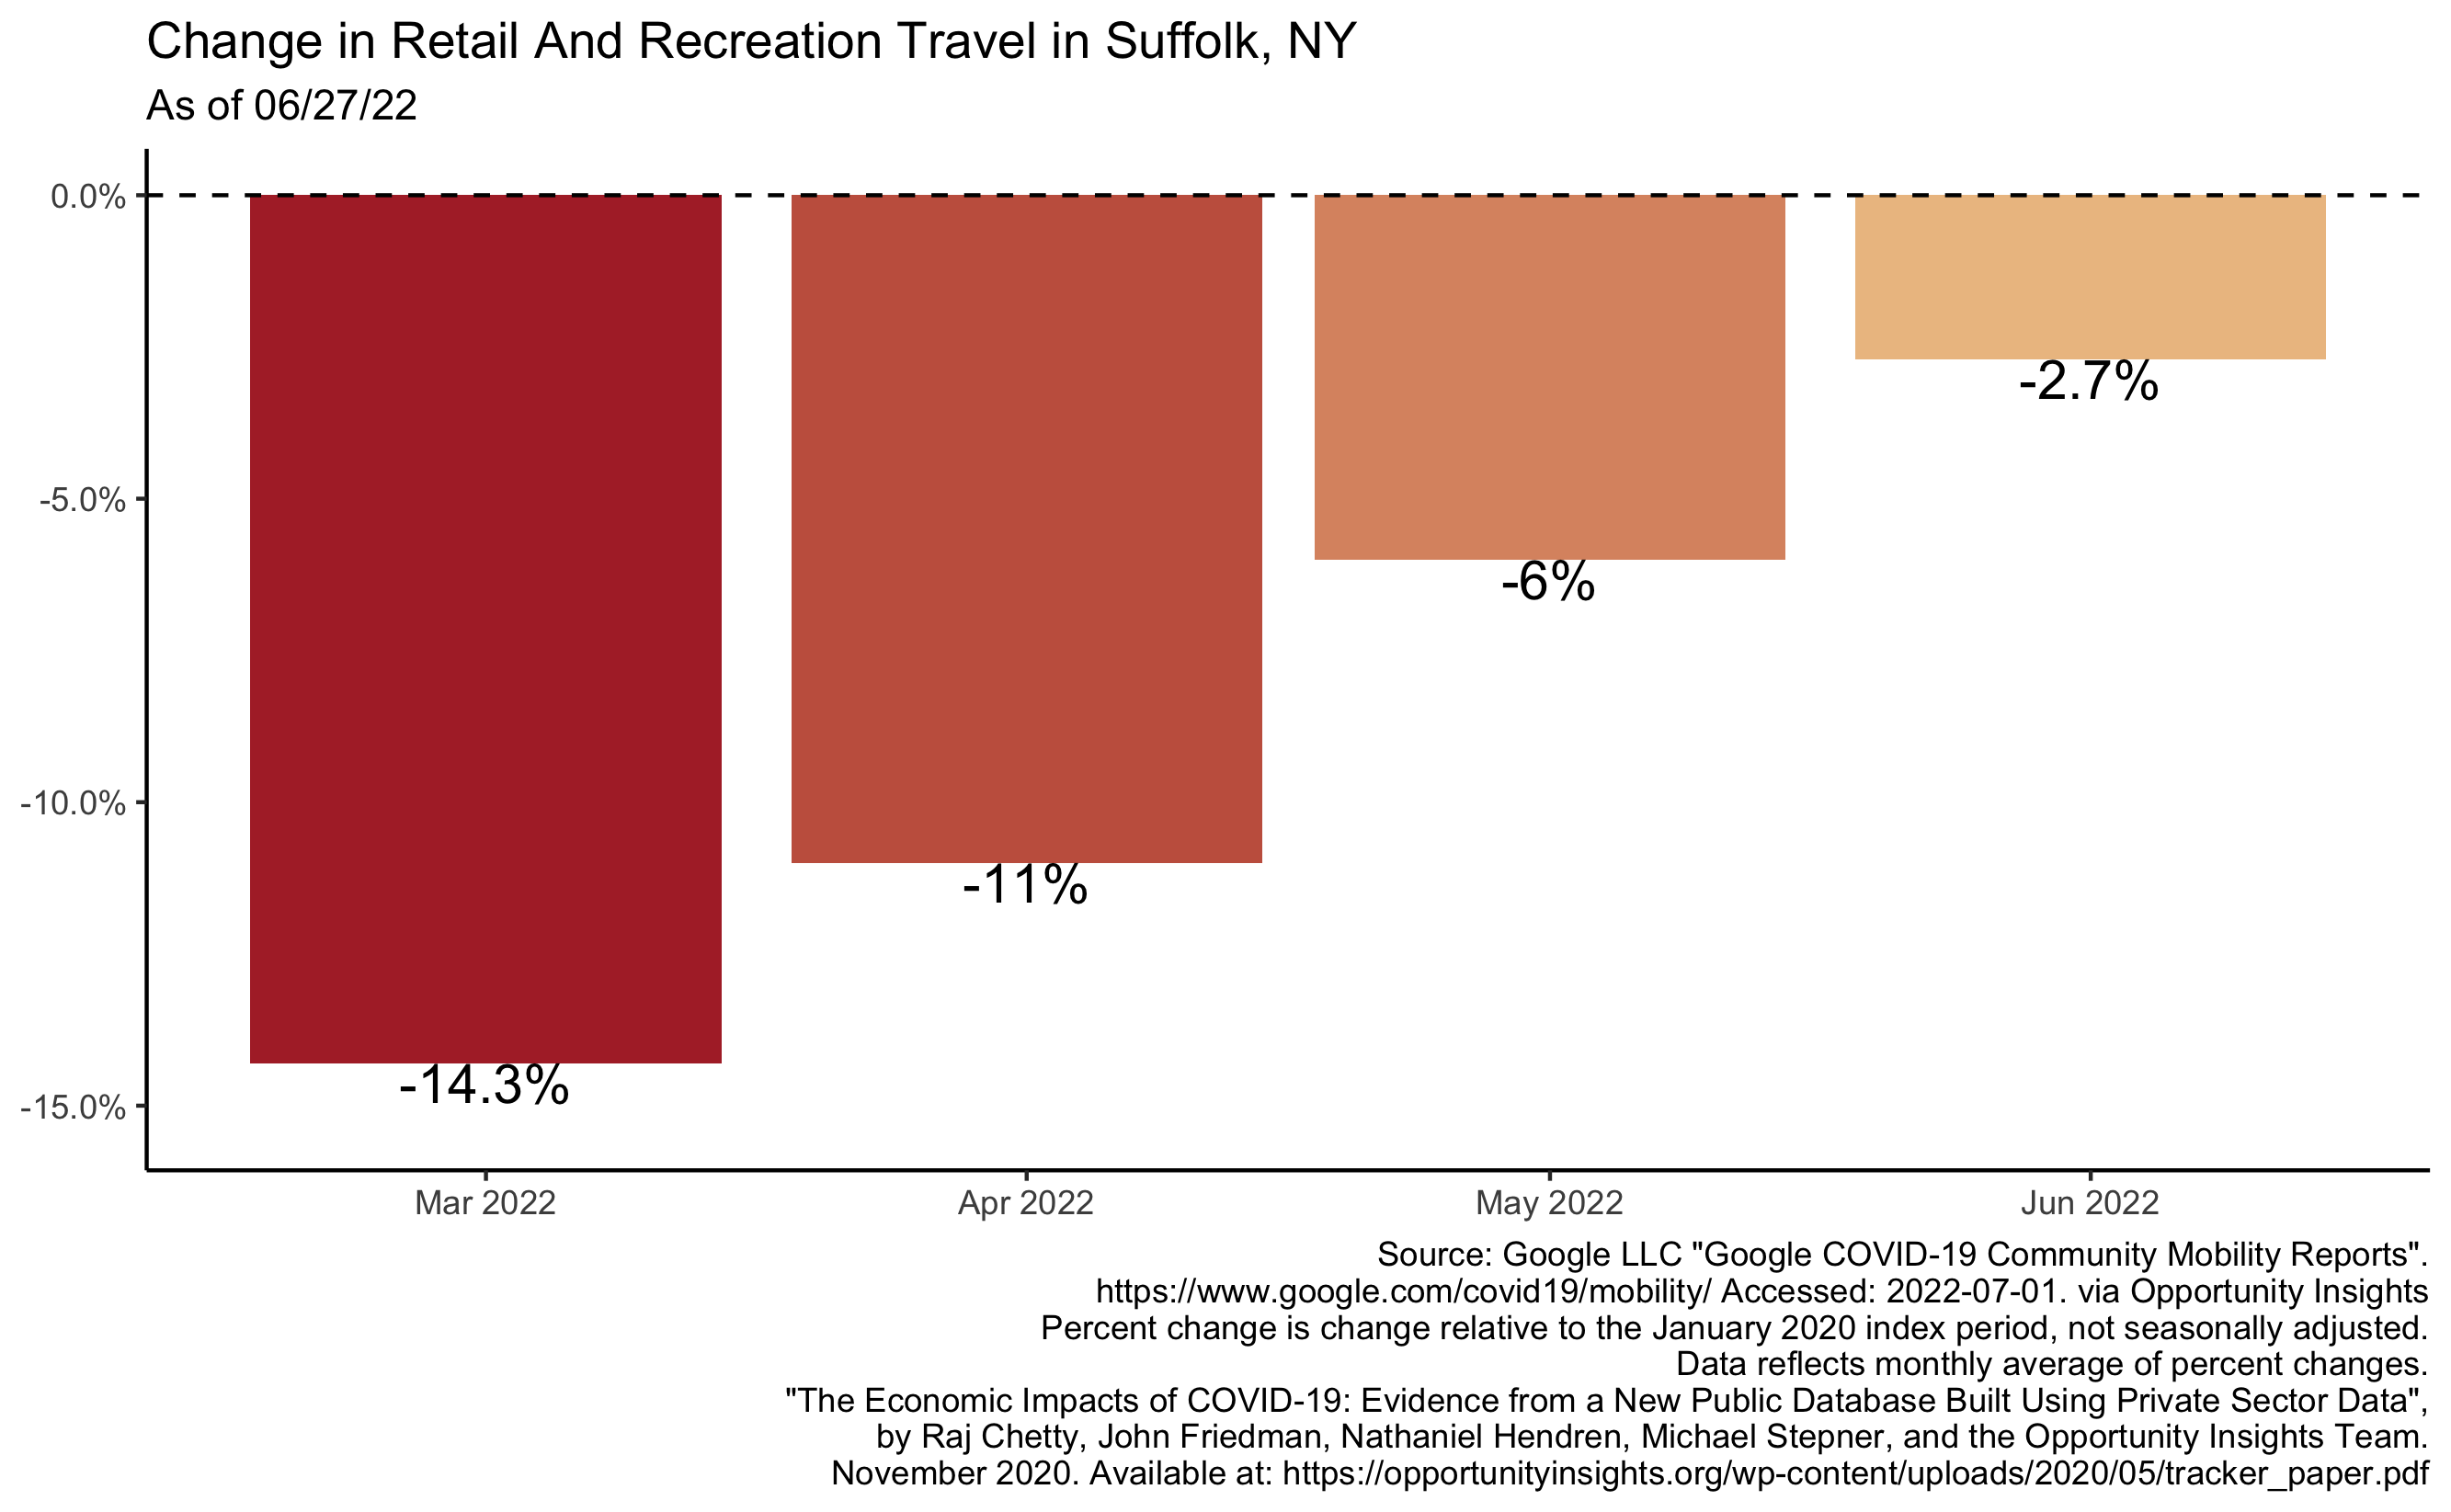 Change in Retail And Recreation Travel in Suffolk, NY
As of 06/27/22
0.0%
-5.0%
-10.0%
-15.0%
-14.3%
-11%
-6%
-2.7%
Mar 2022
Apr 2022
May 2022
Jun 2022
Source: Google LLC "Google COVID-19 Community Mobility Reports".
https://www.google.com/covid19/mobility/ Accessed: 2022-07-01. via Opportunity Insights
Percent change is change relative to the January 2020 index period, not seasonally adjusted.
Data reflects monthly average of percent changes.
"The Economic Impacts of COVID-19: Evidence from a New Public Database Built Using Private Sector Data",
by Raj Chetty, John Friedman, Nathaniel Hendren, Michael Stepner, and the Opportunity Insights Team.
November 2020. Available at: https://opportunityinsights.org/wp-content/uploads/2020/05/tracker_paper.pdf